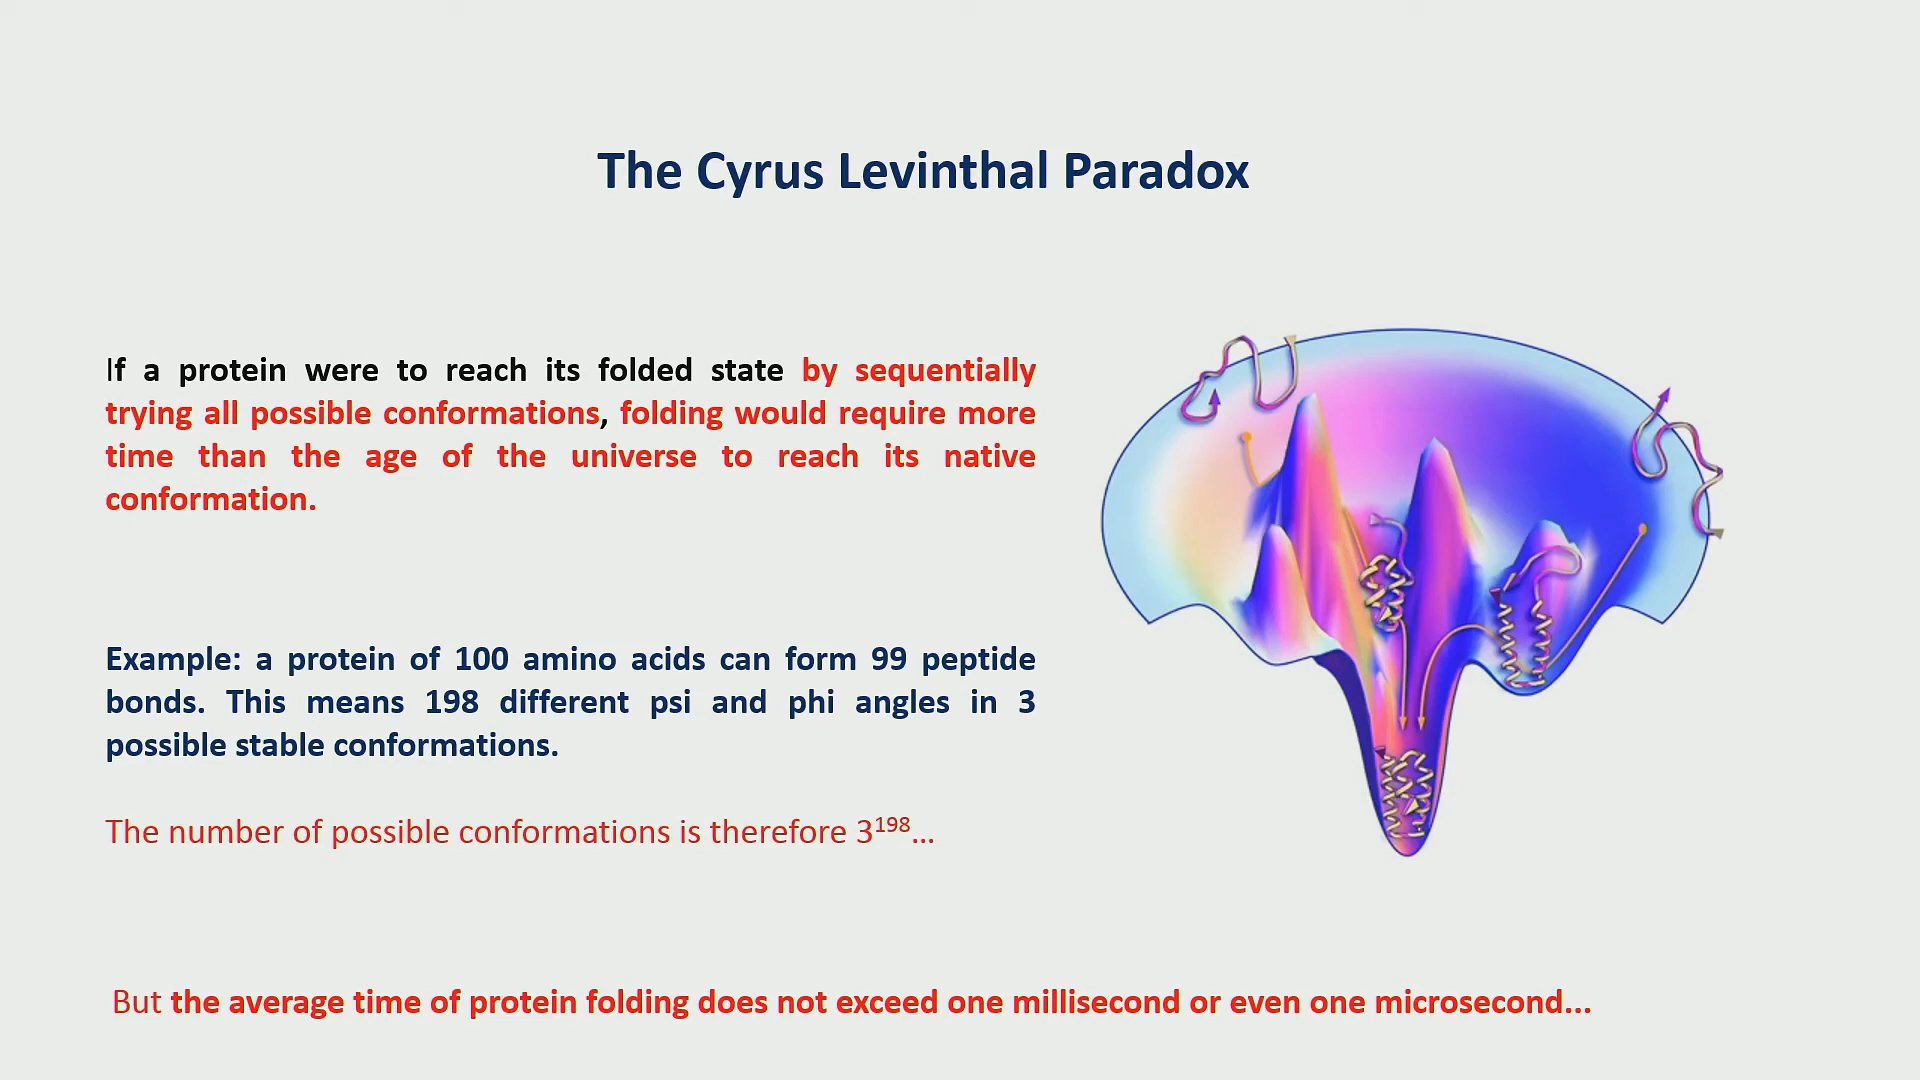 The Cyrus Levinthal Paradox
If a protein were to reach its folded state by sequentially
trying all possible conformations, folding would require more
time than the age of the universe to reach its native
conformation.
Example: a protein of 100 amino acids can form 99 peptide
bonds. This means 198 different psi and phi angles in 3
possible stable conformations.
The number of possible conformations is therefore 3¹⁹⁸...
But the average time of protein folding does not exceed one millisecond or even one microsecond...